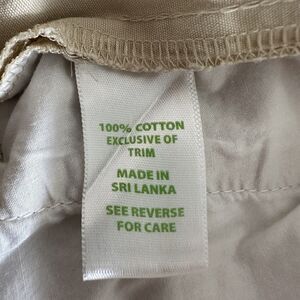 100% COTTON
EXCLUSIVE OF
TRIM
MADE IN
SRI LANKA
SEE REVERSE
FOR CARE